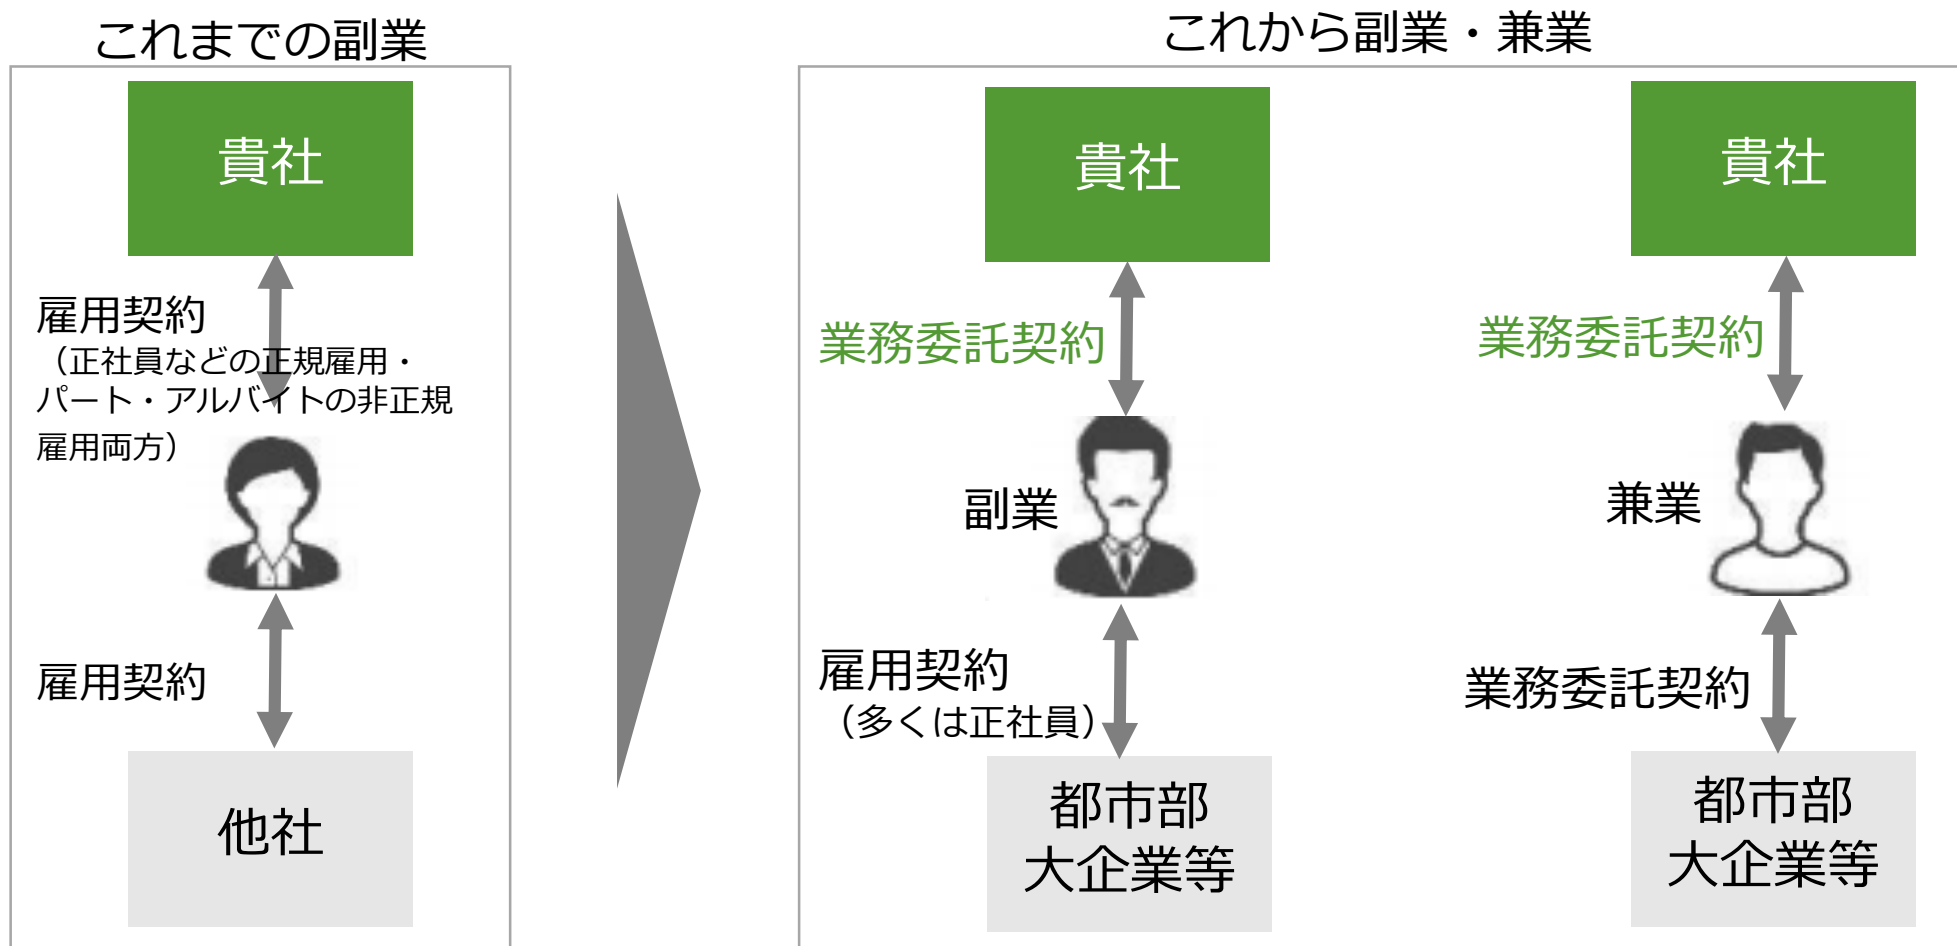 これまでの副業
貴社
雇用契約
(正社員などの正規雇用・
パート・アルバイトの非正規
雇用両方)
雇用契約
他社
これから副業・兼業
貴社
業務委託契約
副業
雇用契約
(多くは正社員)
都市部
大企業等
貴社
業務委託契約
兼業
業務委託契約
都市部
大企業等